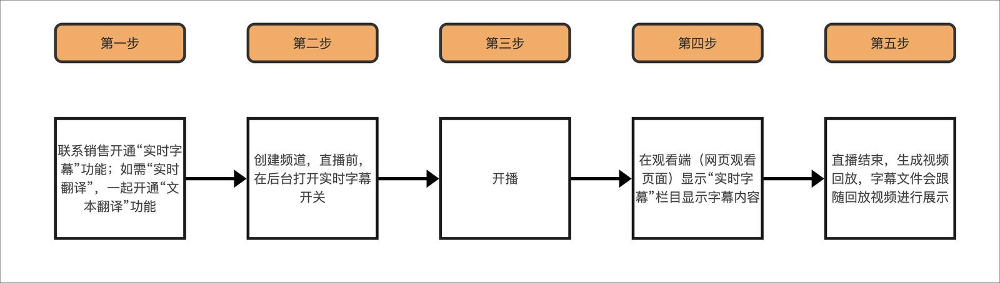 第一步
第二步
第三步
第四步
第五步
联系销售开通“实时字
幕”功能；如需“实时
翻译”，一起开通“文
本翻译”功能
创建频道，直播前，
在后台打开实时字幕
开关
开播
在观看端（网页观看
页面）显示“实时字
幕”栏目显示字幕内容
直播结束，生成视频
回放，字幕文件会跟
随回放视频进行展示